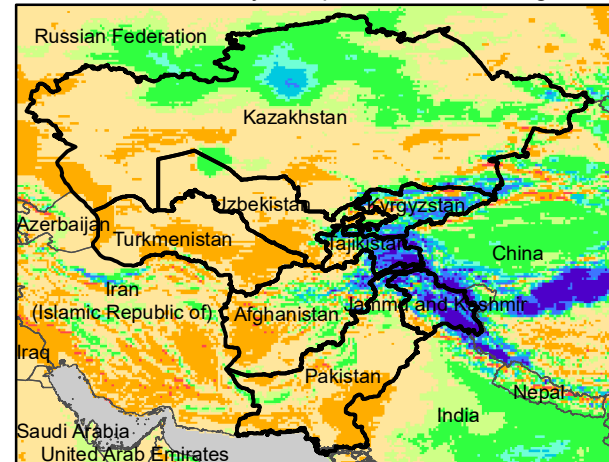 Russian Federation
Kazakhstan
Uzbekistan
Kyrgyzstan
Azerbaijan
Turkmenistan
Tajikistan
China
Iran
(Islamic Republic of)
Afghanistan
Jammu and Kashmir
Iraq
Pakistan
Nepal
India
Saudi Arabia
United Arab Emirates